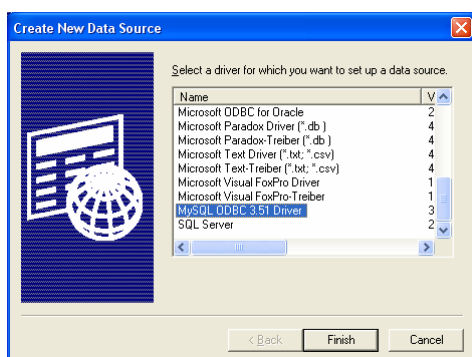 Create New Data Source
Select a driver for which you want to set up a data source.
Name V
Microsoft ODBC for Oracle 2
Microsoft Paradox Driver (*.db ) 4
Microsoft Paradox-Treiber (*.db ) 4
Microsoft Text Driver (*.txt; *.csv) 4
Microsoft Text-Treiber (*.txt; *.csv) 4
Microsoft Visual FoxPro Driver 1
Microsoft Visual FoxPro-Treiber 1
MySQL ODBC 3.51 Driver 3
SQL Server 2
< Back Finish Cancel